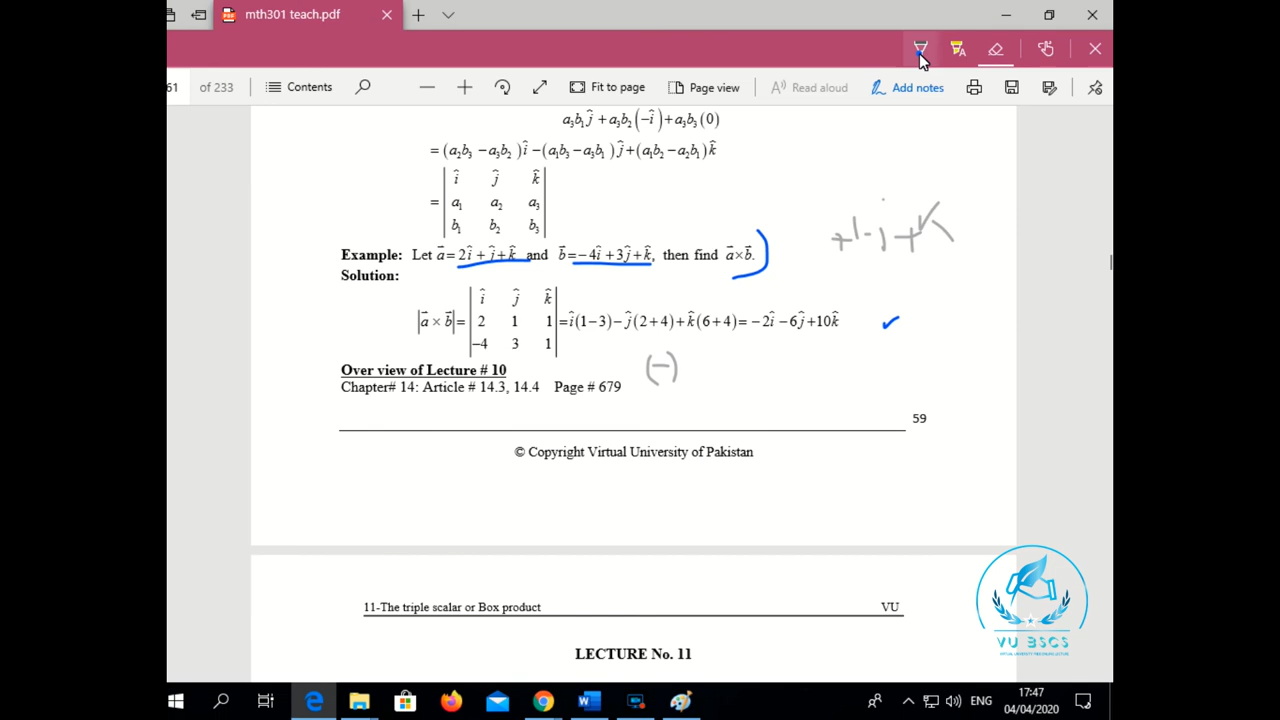 mth301 teach.pdf
61 of 233 Contents Fit to page Page view Read aloud Add notes
a₃b₁ĵ + a₃b₂(−î) + a₃b₃(0)
= (a₂b₃ − a₃b₂)î − (a₁b₃ − a₃b₁)ĵ + (a₁b₂ − a₂b₁)k̂
î ĵ k̂
= a₁ a₂ a₃
b₁ b₂ b₃
+i - j + k
Example: Let a⃗ = 2î + ĵ + k̂ and b⃗ = −4î + 3ĵ + k̂, then find a⃗×b⃗.
Solution:
î ĵ k̂
|a⃗ × b⃗| = 2 1 1 = î(1−3) − ĵ(2+4) + k̂(6+4) = −2î − 6ĵ + 10k̂
−4 3 1
(−)
Over view of Lecture # 10
Chapter# 14: Article # 14.3, 14.4 Page # 679
59
© Copyright Virtual University of Pakistan
11-The triple scalar or Box product VU
LECTURE No. 11
VU BSCS
ENG
17:47
04/04/2020